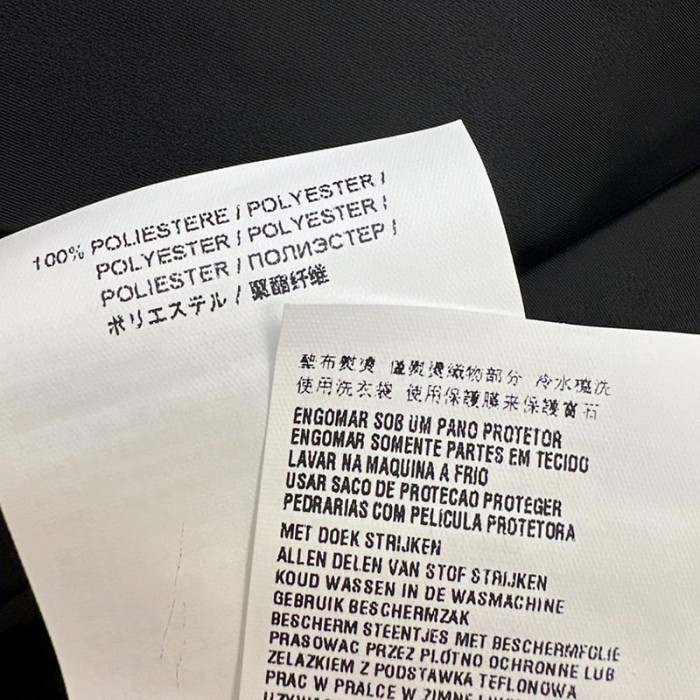 100% POLIESTERE / POLYESTER /
POLYESTER / POLYESTER /
POLIESTER / ПОЛИЭСТЕР /
ポリエステル / 聚酯纤维
墊布熨燙 僅熨燙織物部分 冷水機洗
使用洗衣袋 使用保護膜来保護寶石
ENGOMAR SOB UM PANO PROTETOR
ENGOMAR SOMENTE PARTES EM TECIDO
LAVAR NA MAQUINA A FRIO
USAR SACO DE PROTECAO PROTEGER
PEDRARIAS COM PELICULA PROTETORA
MET DOEK STRIJKEN
ALLEN DELEN VAN STOF STRIJKEN
KOUD WASSEN IN DE WASMACHINE
GEBRUIK BESCHERMZAK
BESCHERM STEENTJES MET BESCHERMFOLIE
PRASOWAC PRZEZ PLOTNO OCHRONNE LUB
ZELAZKIEM Z PODSTAWKA TEFLONOWA
PRAC W PRALCE W ZIMNEJ